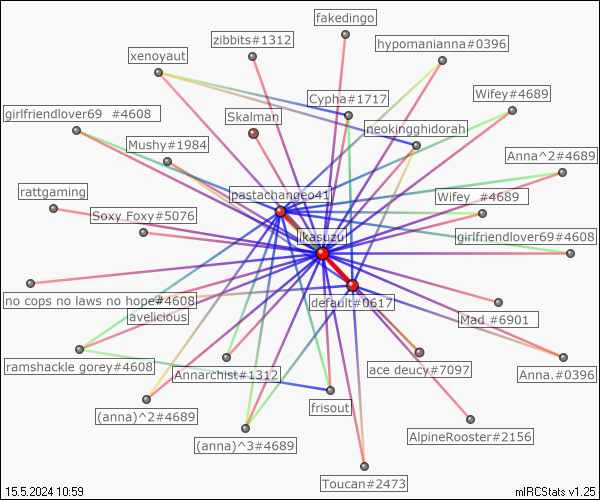 fakedingo
zibbits#1312
hypomanianna#0396
xenoyaut
Wifey#4689
Cypha#1717
girlfriendlover69 #4608
Skalman
neokingghidorah
Mushy#1984
Anna^2#4689
rattgaming
pastachangeo41
Wifey #4689
Soxy Foxy#5076
ikasuzu
girlfriendlover69#4608
no cops no laws no hope#4608
default#0617
avelicious
Mad #6901
ramshackle gorey#4608
Annarchist#1312
ace deucy#7097
Anna.#0396
(anna)^2#4689
frisout
(anna)^3#4689
AlpineRooster#2156
Toucan#2473
15.5.2024 10:59
mIRCStats v1.25